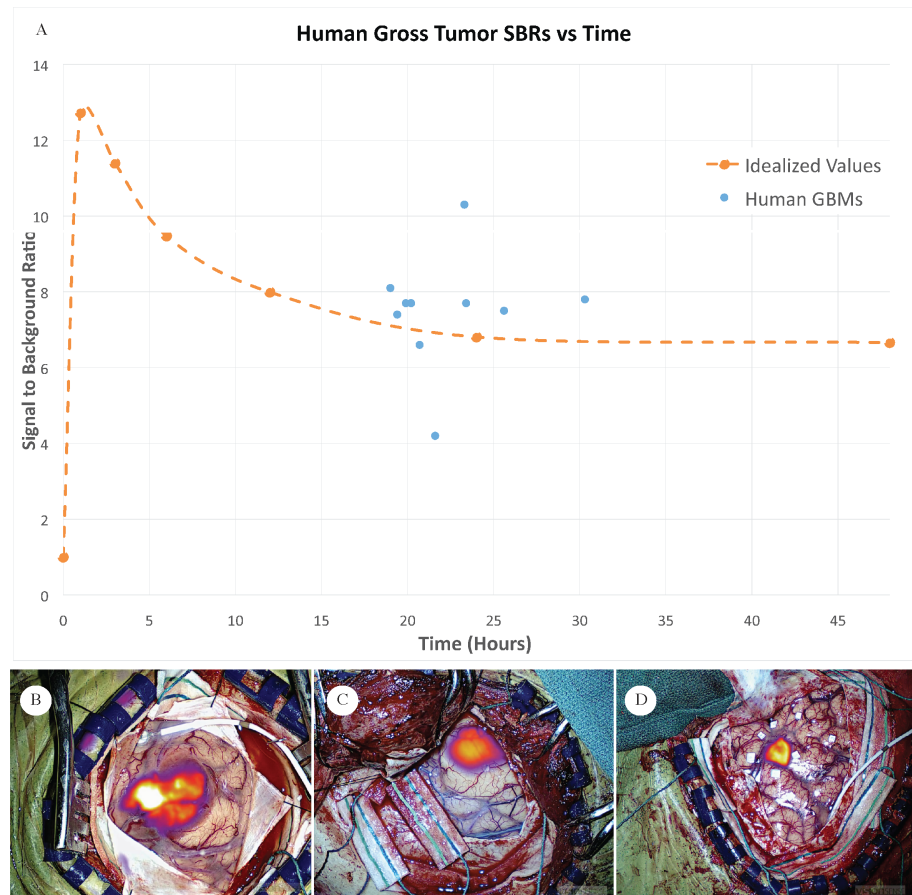 A
Human Gross Tumor SBRs vs Time
14
12
10
8
6
4
2
0
Signal to Background Ratio
Idealized Values
Human GBMs
0 5 10 15 20 25 30 35 40 45
Time (Hours)
B C D